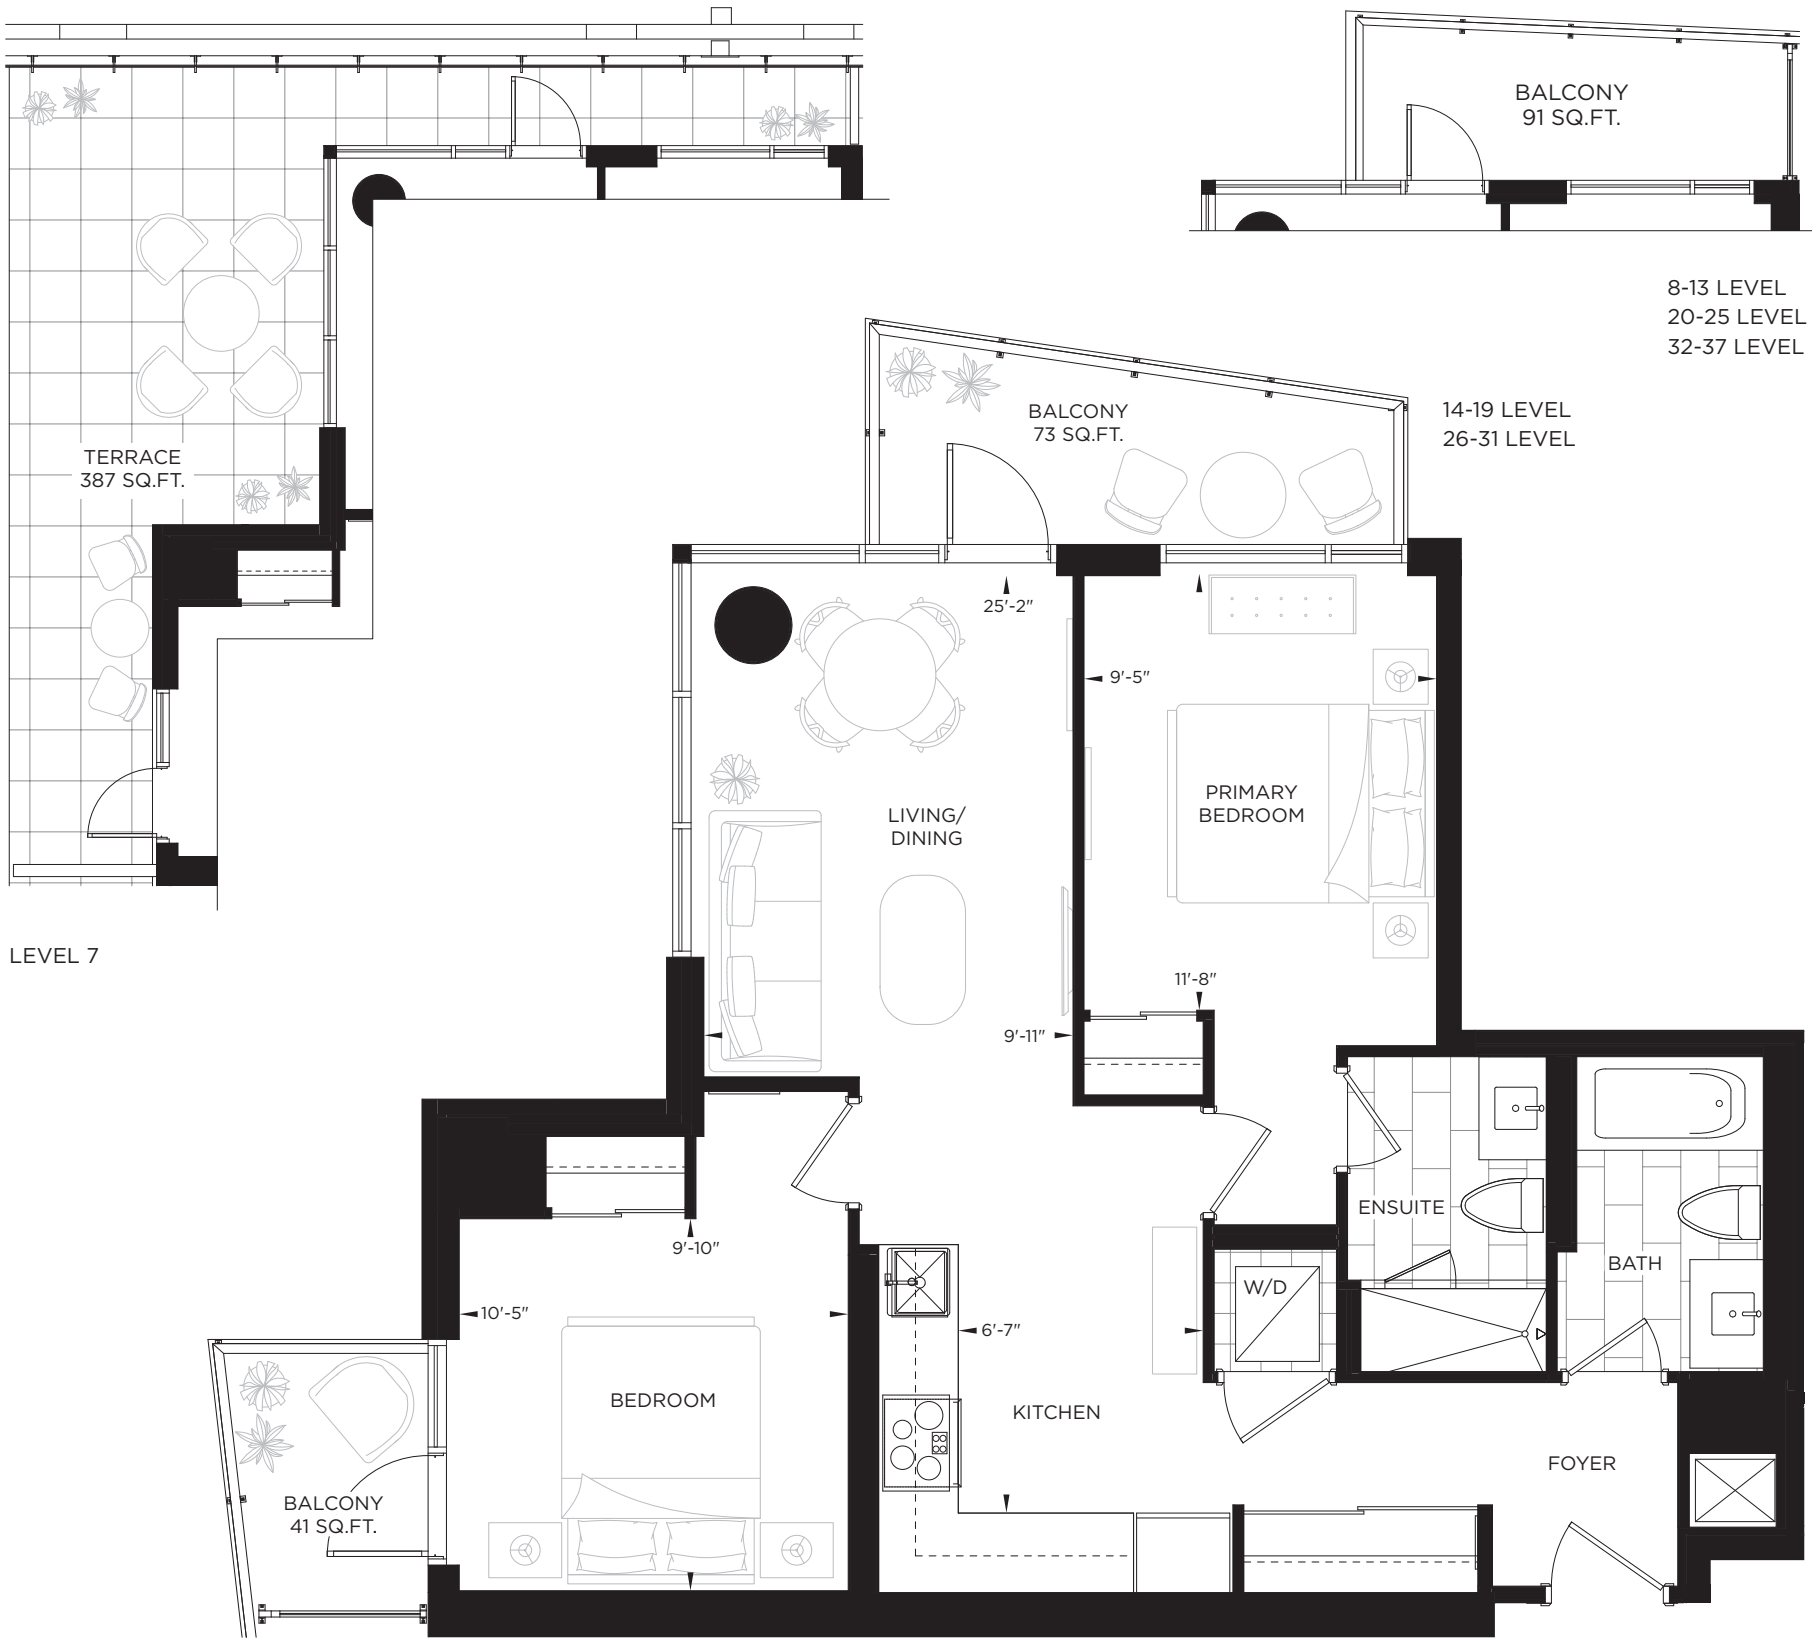 BALCONY
91 SQ.FT.
8-13 LEVEL
20-25 LEVEL
32-37 LEVEL
BALCONY
73 SQ.FT.
14-19 LEVEL
26-31 LEVEL
TERRACE
387 SQ.FT.
LEVEL 7
25'-2"
9'-5"
PRIMARY
BEDROOM
LIVING/
DINING
11'-8"
9'-11"
ENSUITE
BATH
9'-10"
W/D
10'-5"
6'-7"
BEDROOM
KITCHEN
FOYER
BALCONY
41 SQ.FT.